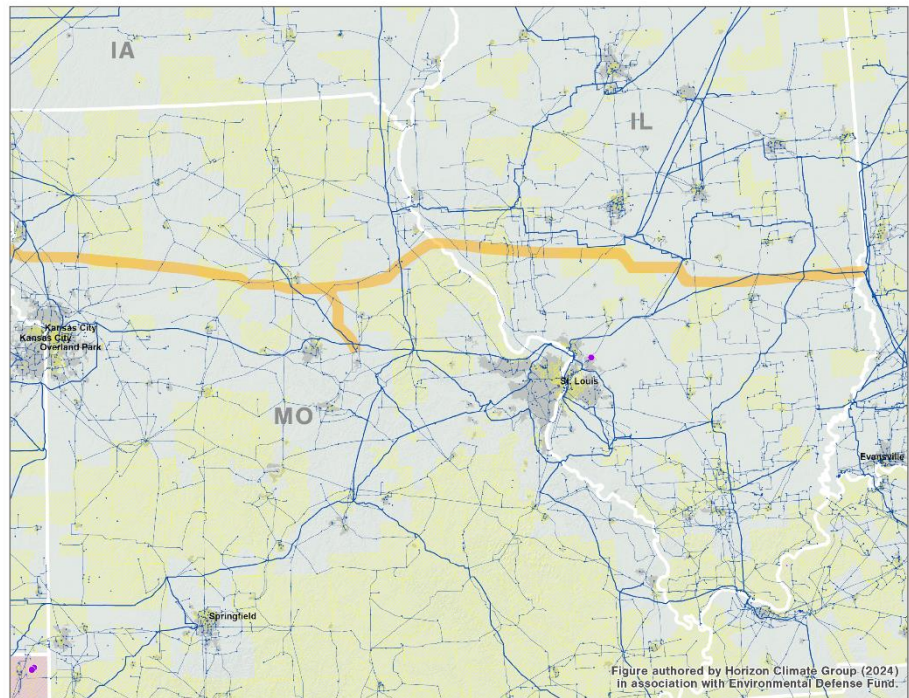 IA
IL
Kansas City
Kansas City
Overland Park
St. Louis
MO
Evansville
Springfield
Figure authored by Horizon Climate Group (2024)
in association with Environmental Defense Fund.